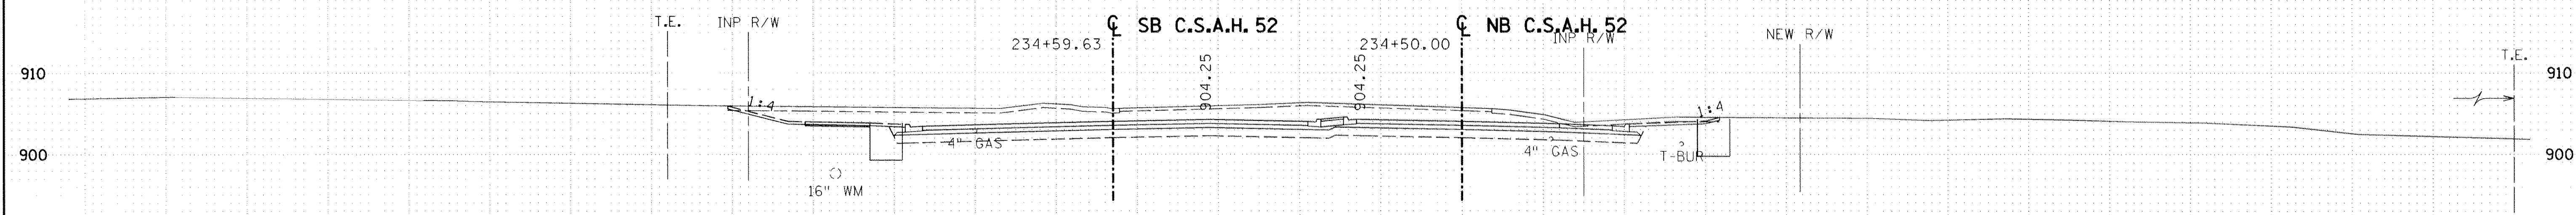 T.E.
INP R/W
℄ SB C.S.A.H. 52
℄ NB C.S.A.H. 52
234+59.63
234+50.00
INP R/W
NEW R/W
T.E.
910
904.25
904.25
910
1:4
1:4
900
4" GAS
4" GAS
T-BUR
900
16" WM